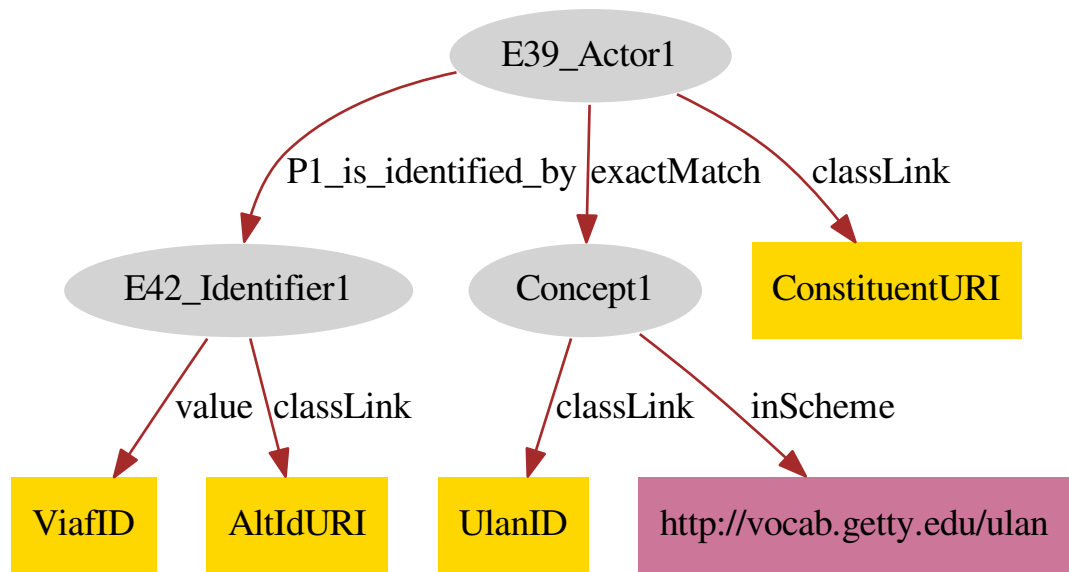 E39_Actor1
P1_is_identified_by
exactMatch
classLink
E42_Identifier1
Concept1
ConstituentURI
value
classLink
classLink
inScheme
ViafID
AltIdURI
UlanID
http://vocab.getty.edu/ulan